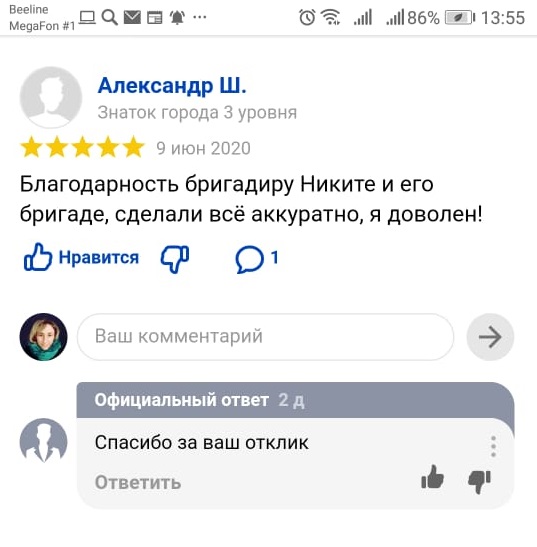 Beeline
MegaFon #1 ... 86% 13:55
Александр Ш.
Знаток города 3 уровня
9 июн 2020
Благодарность бригадиру Никите и его
бригаде, сделали всё аккуратно, я доволен!
Нравится 1
Ваш комментарий
Официальный ответ 2 д
Спасибо за ваш отклик
Ответить